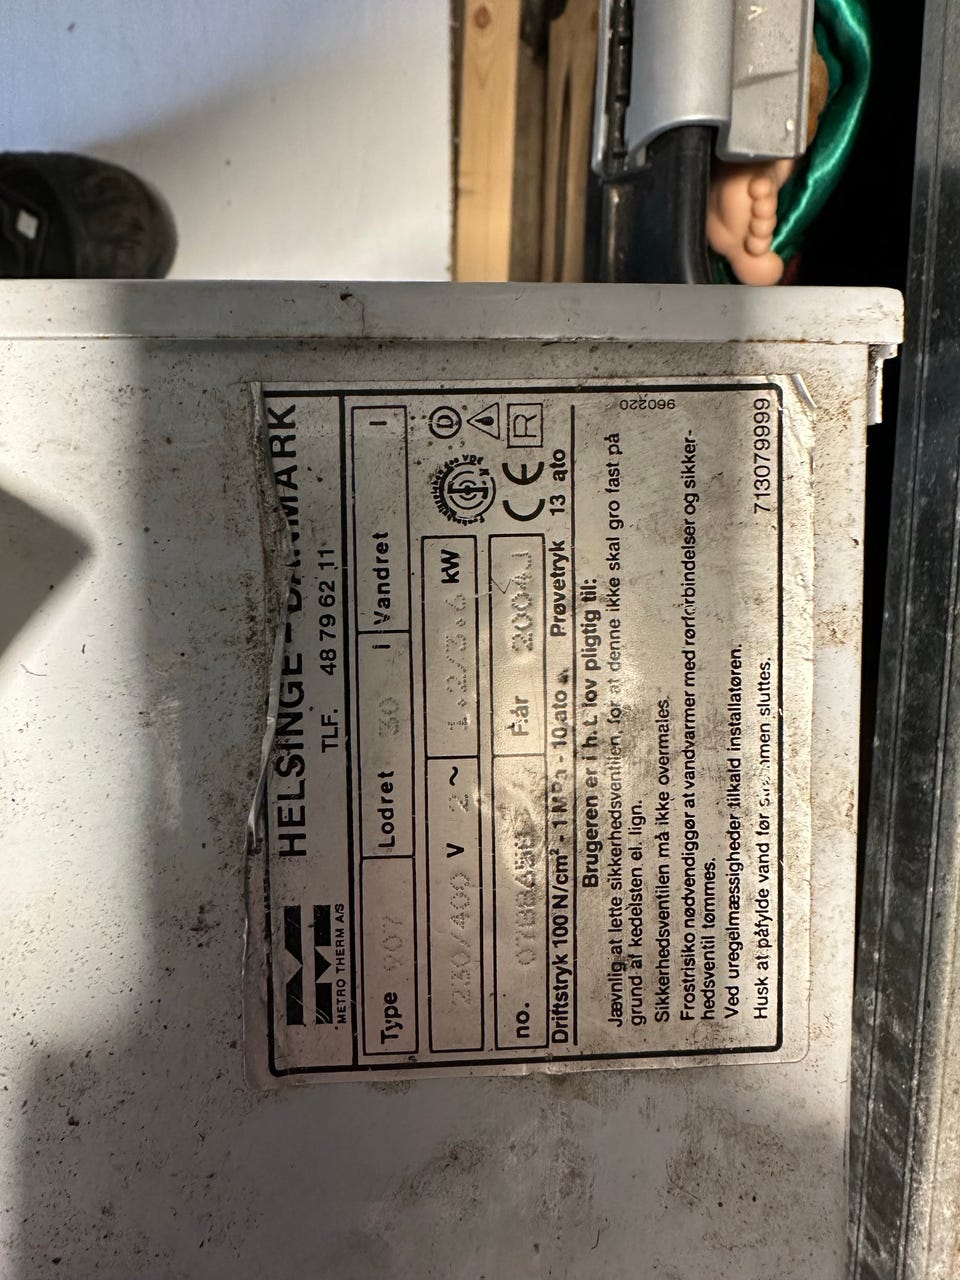 HELSINGE - DANMARK
METRO THERM A/S
TLF. 48 79 62 11
Type 907 Lodret 30 l Vandret l
230/400 V 2 ~ kW
no. F.år 2004
D
R
CE
Driftstryk 100 N/cm² - 1 MPa - 10 ato Prøvetryk 13 ato
Brugeren er i h. t. lov pligtig til:
960220
Jævnlig at lette sikkerhedsventilen, for at denne ikke skal gro fast på
grund af kedelsten el. lign.
Sikkerhedsventilen må ikke overmales.
Frostrisiko nødvendiggør at vandvarmer med rørforbindelser og sikker-
hedsventil tømmes.
Ved uregelmæssigheder tilkald installatøren.
Husk at påfylde vand før strømmen sluttes.
713079999